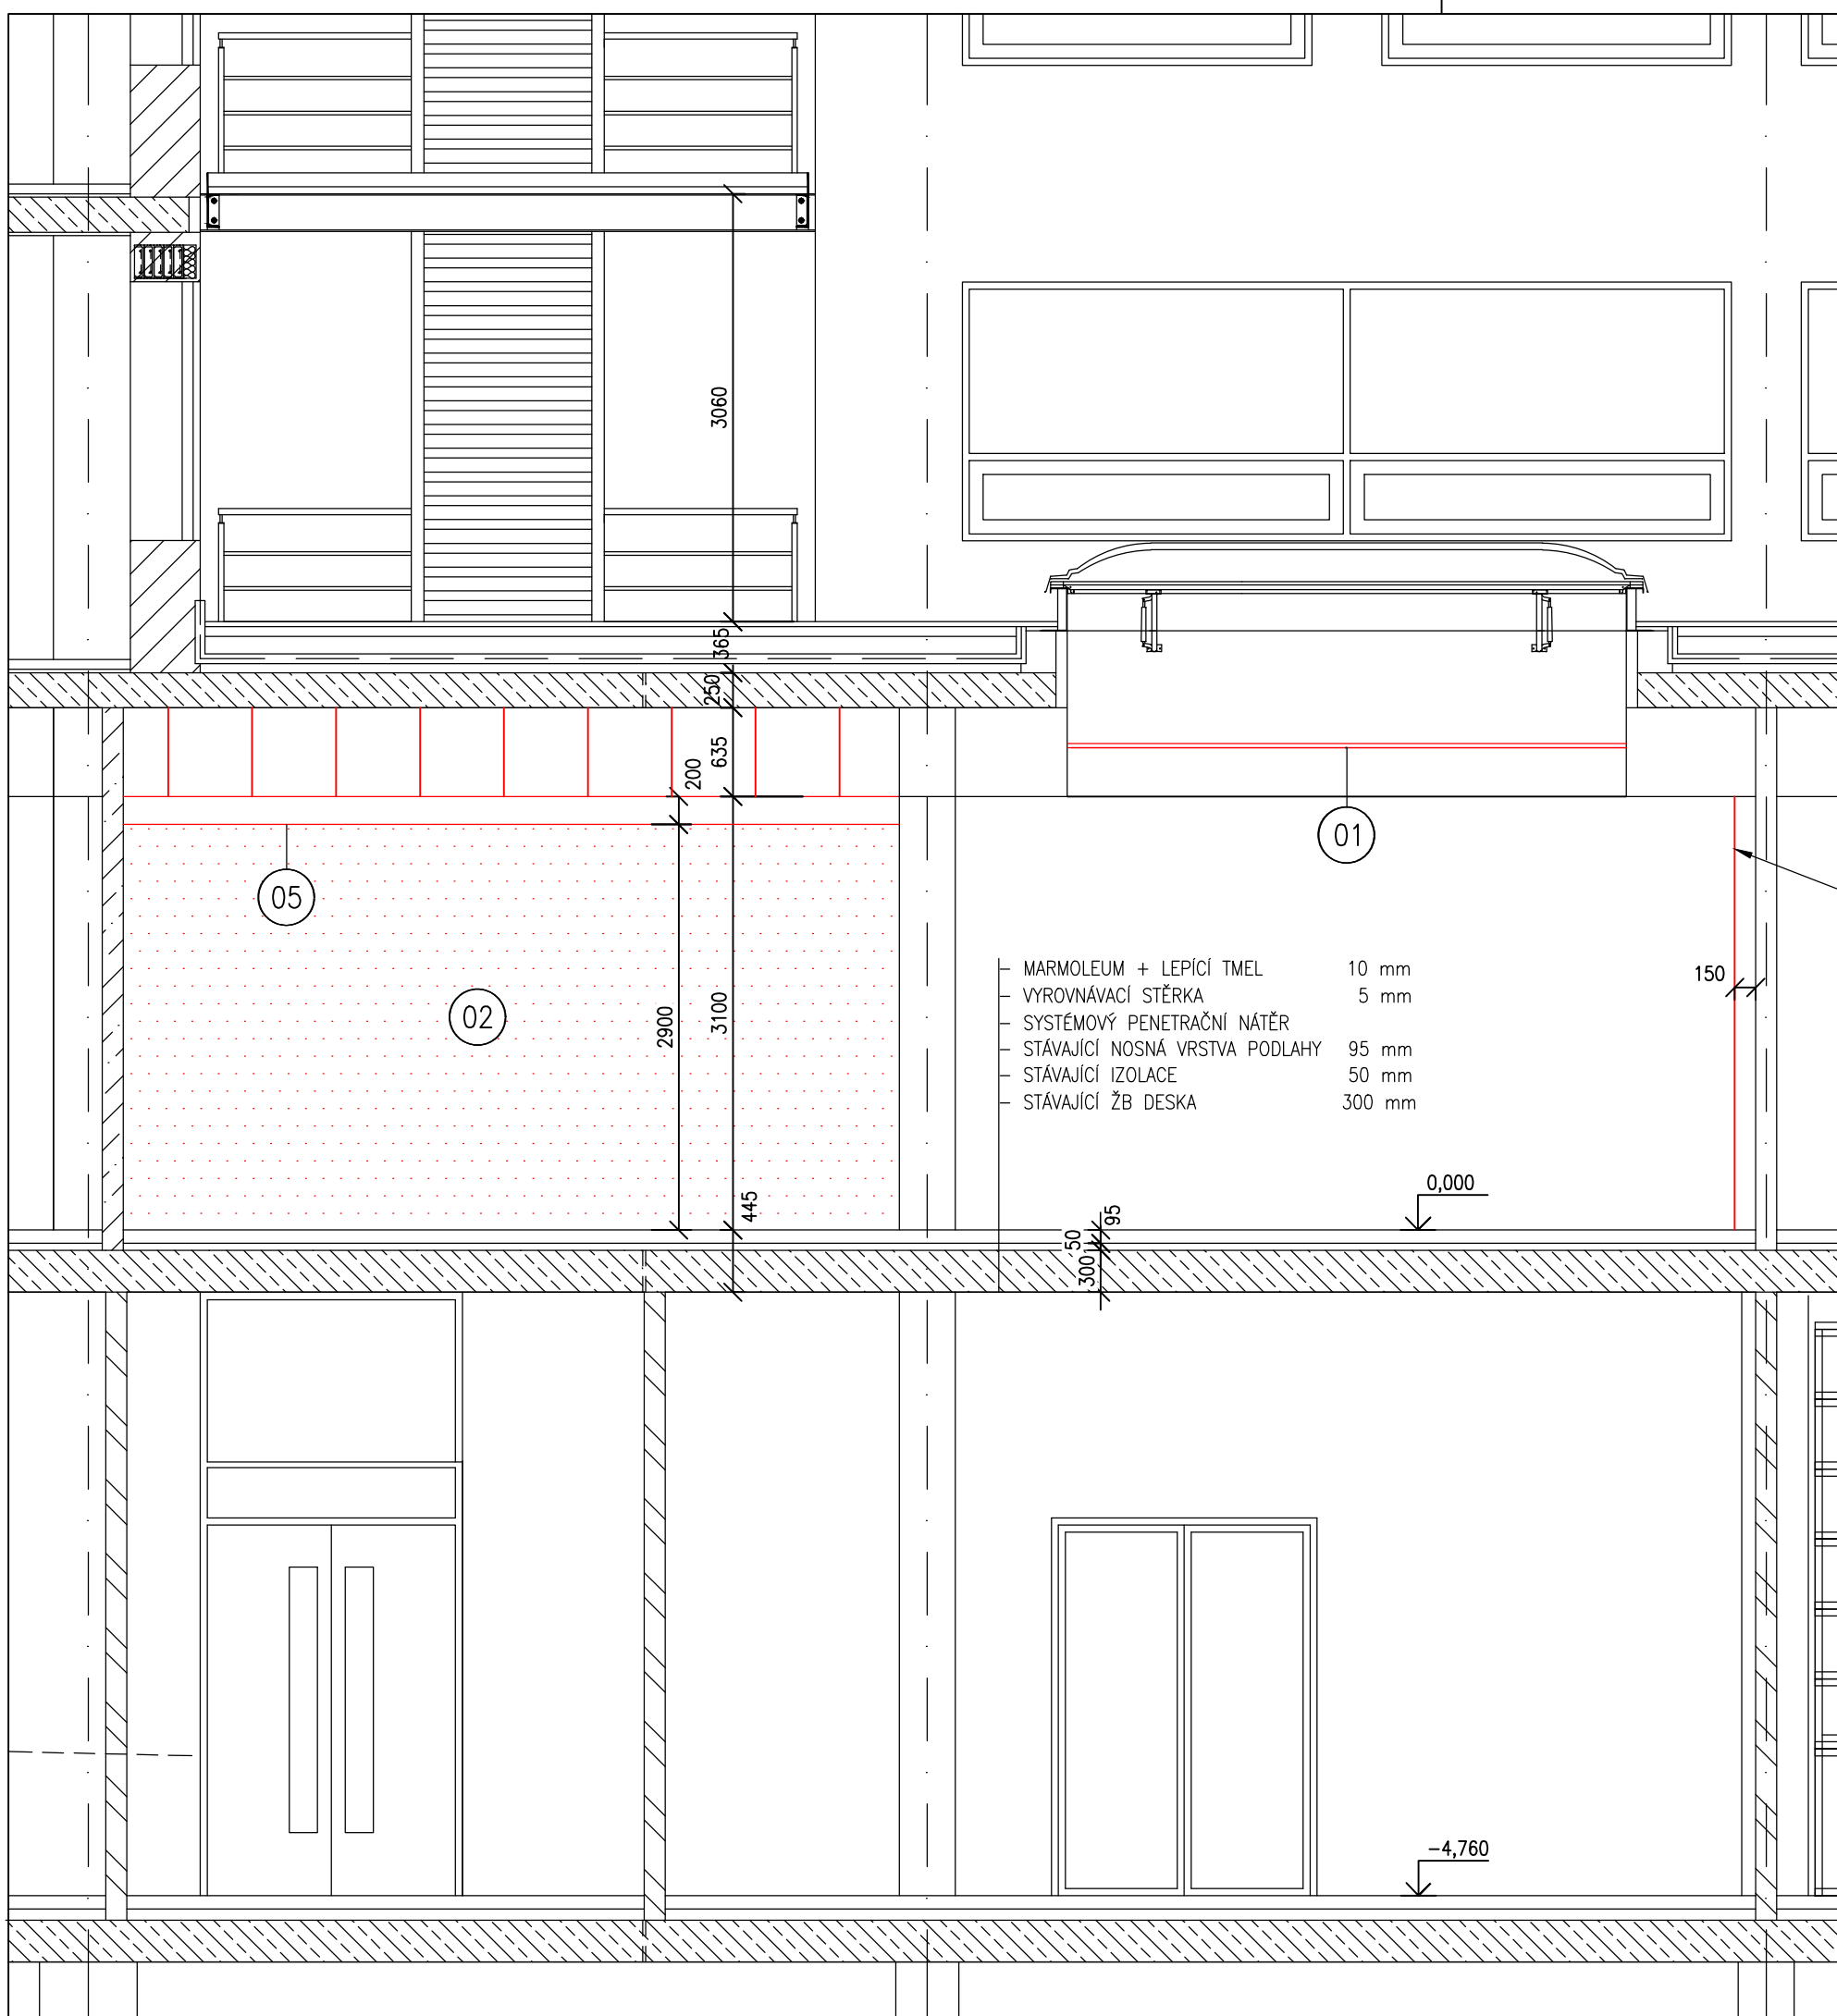 3060
365
250
635
200
01
05
MARMOLEUM + LEPÍCÍ TMEL 10 mm
VYROVNÁVACÍ STĚRKA 5 mm
SYSTÉMOVÝ PENETRAČNÍ NÁTĚR
STÁVAJÍCÍ NOSNÁ VRSTVA PODLAHY 95 mm
STÁVAJÍCÍ IZOLACE 50 mm
STÁVAJÍCÍ ŽB DESKA 300 mm
150
02
2900
3100
0,000
445
95
50
300
-4,760